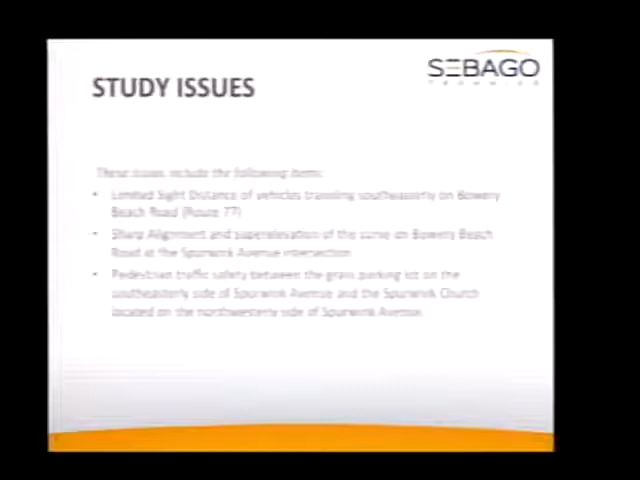 STUDY ISSUES
SEBAGO
TECHNICS
These issues include the following items:
Limited Sight Distance of vehicles traveling southeasterly on Bowery
Beach Road (Route 77)
Sharp Alignment and superelevation of the curve on Bowery Beach
Road at the Spurwink Avenue intersection
Pedestrian traffic safety between the grass parking lot on the
southeasterly side of Spurwink Avenue and the Spurwink Church
located on the northwesterly side of Spurwink Avenue.